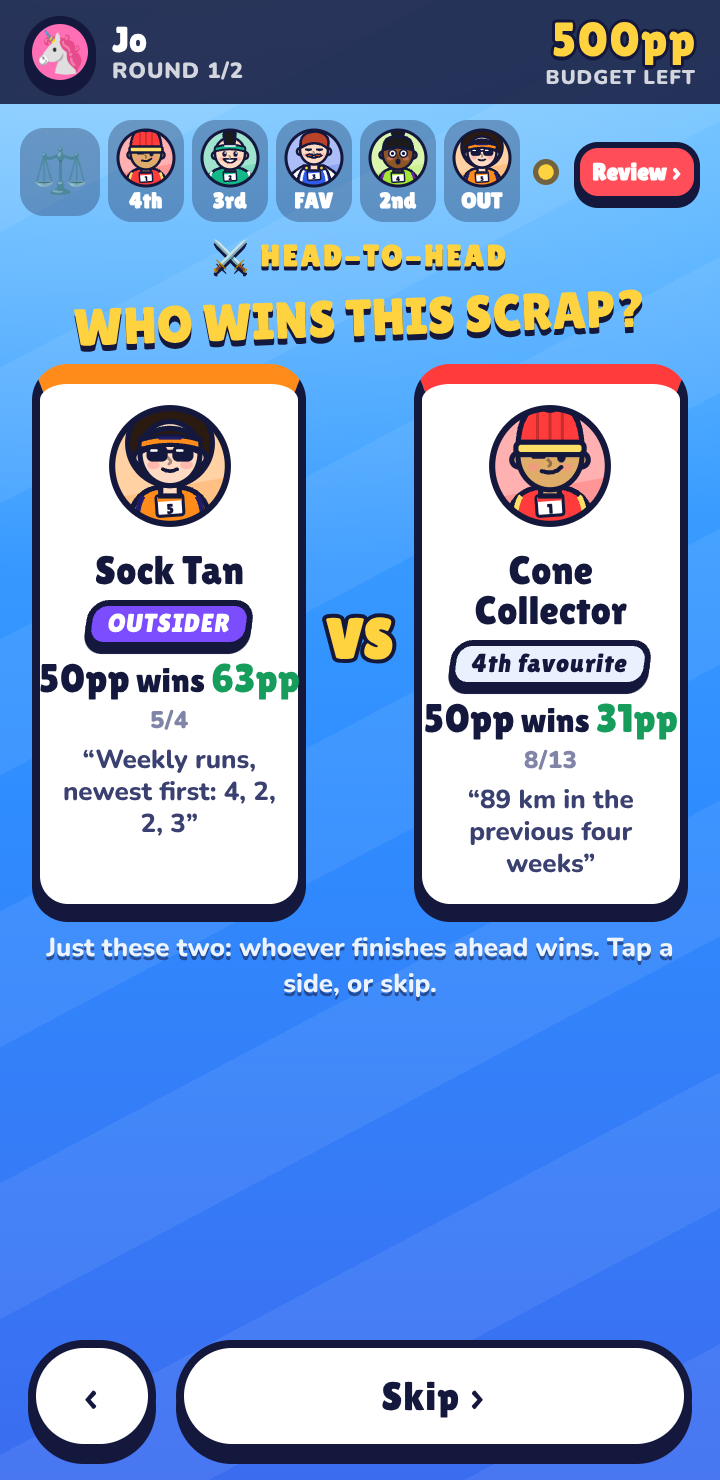 Jo
ROUND 1/2
500pp
BUDGET LEFT
4th
3rd
FAV
2nd
OUT
Review ›
⚔️ HEAD-TO-HEAD
WHO WINS THIS SCRAP?
5
Sock Tan
OUTSIDER
50pp wins 63pp
5/4
“Weekly runs,
newest first: 4, 2,
2, 3”
VS
1
Cone
Collector
4th favourite
50pp wins 31pp
8/13
“89 km in the
previous four
weeks”
Just these two: whoever finishes ahead wins. Tap a
side, or skip.
‹
Skip ›